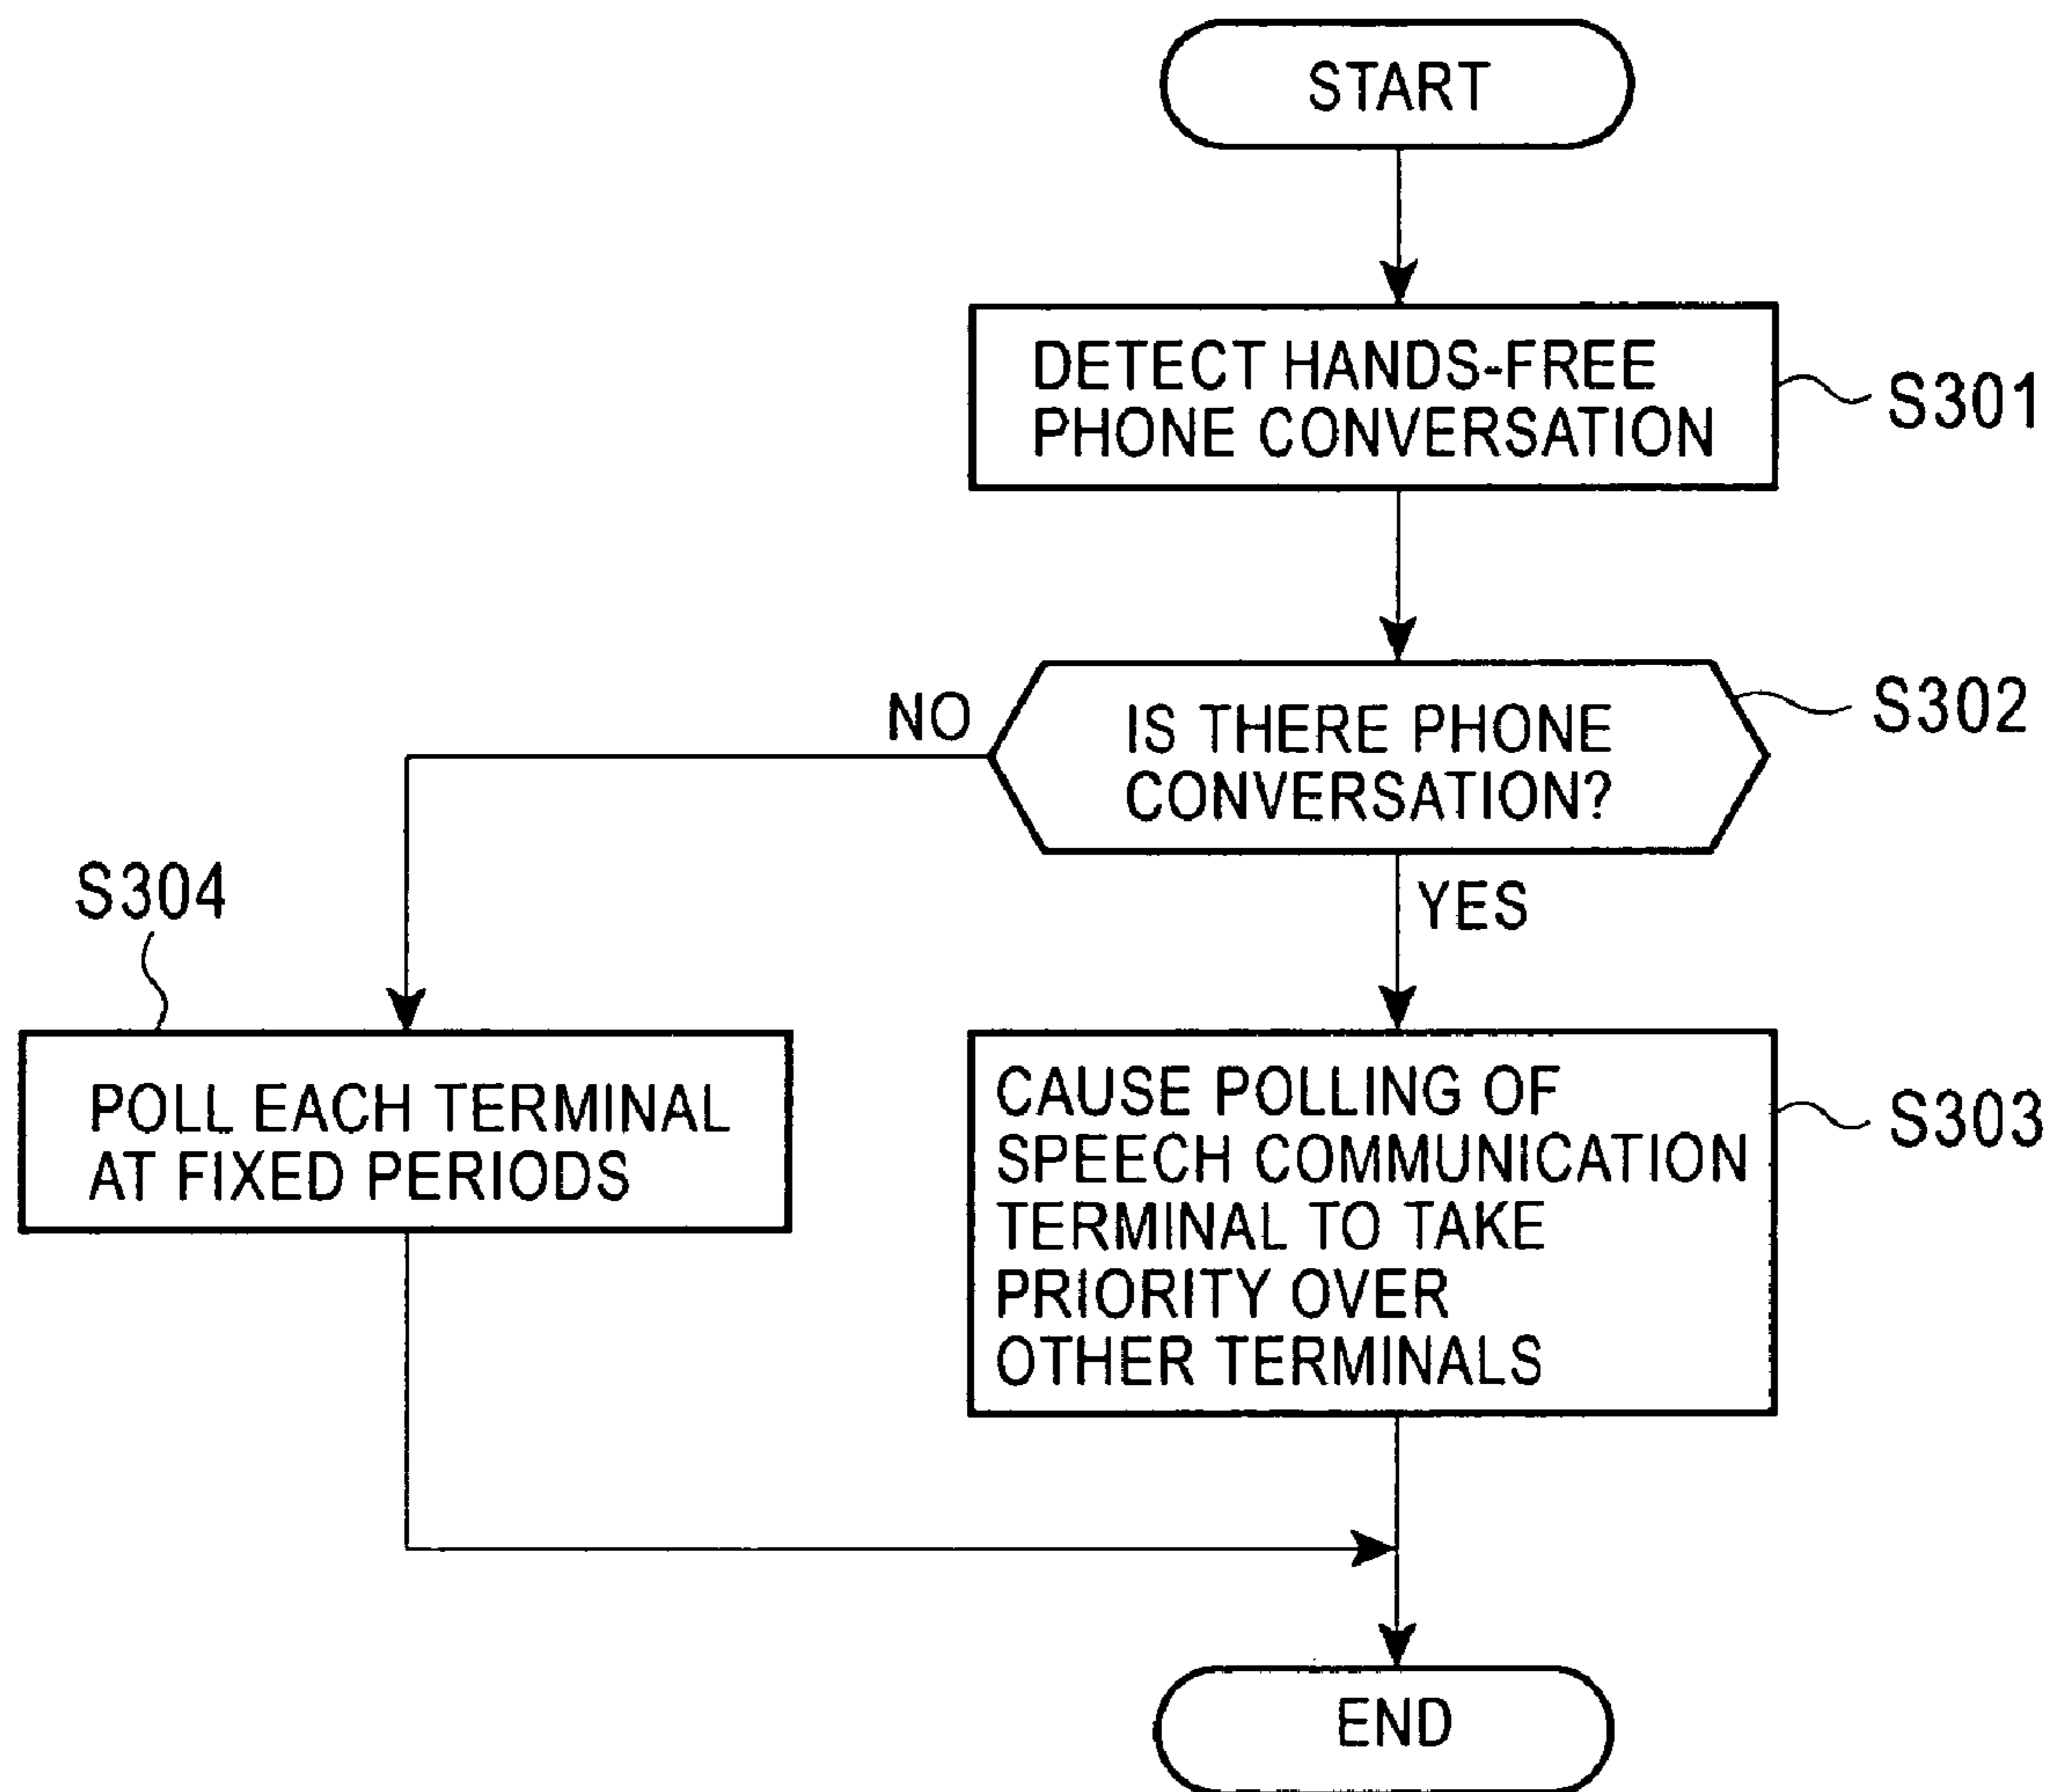 START
DETECT HANDS-FREE
PHONE CONVERSATION
S301
IS THERE PHONE
CONVERSATION?
S302
NO
YES
S304
POLL EACH TERMINAL
AT FIXED PERIODS
CAUSE POLLING OF
SPEECH COMMUNICATION
TERMINAL TO TAKE
PRIORITY OVER
OTHER TERMINALS
S303
END